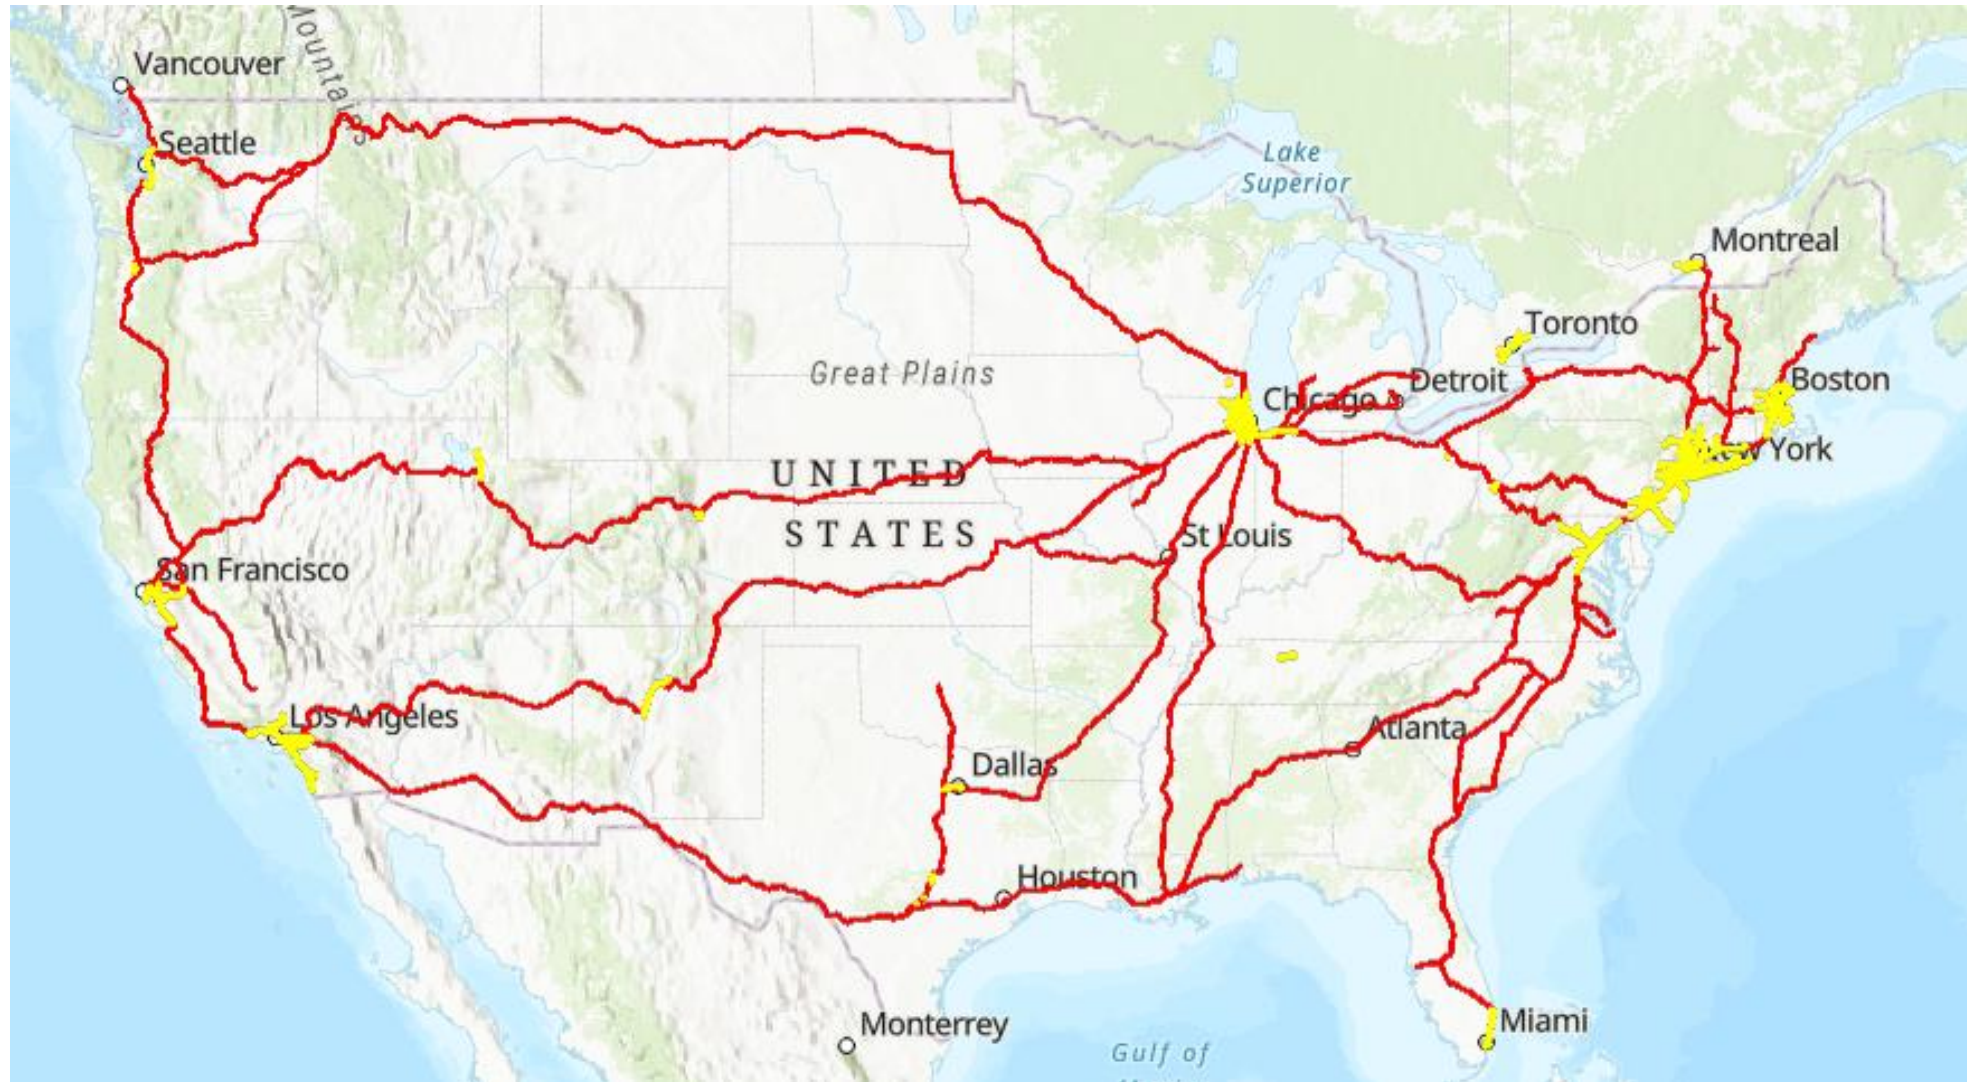 Vancouver
Mountains
Seattle
Lake
Superior
Montreal
Toronto
Great Plains
Detroit
Boston
Chicago
New York
UNITED
STATES
St Louis
San Francisco
Los Angeles
Atlanta
Dallas
Houston
Monterrey
Miami
Gulf of